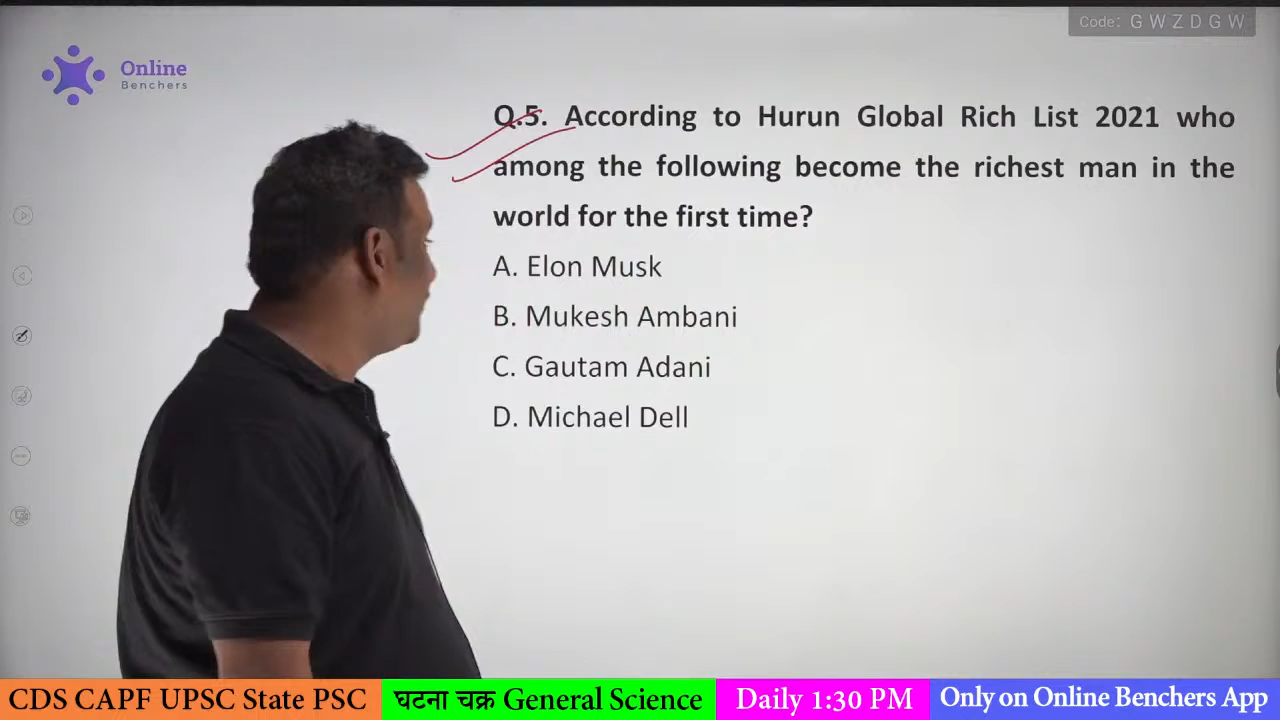 Code: G W Z D G W
Online
Benchers
Q.5. According to Hurun Global Rich List 2021 who
among the following become the richest man in the
world for the first time?
A. Elon Musk
B. Mukesh Ambani
C. Gautam Adani
D. Michael Dell
CDS CAPF UPSC State PSC
घटना चक्र General Science
Daily 1:30 PM
Only on Online Benchers App